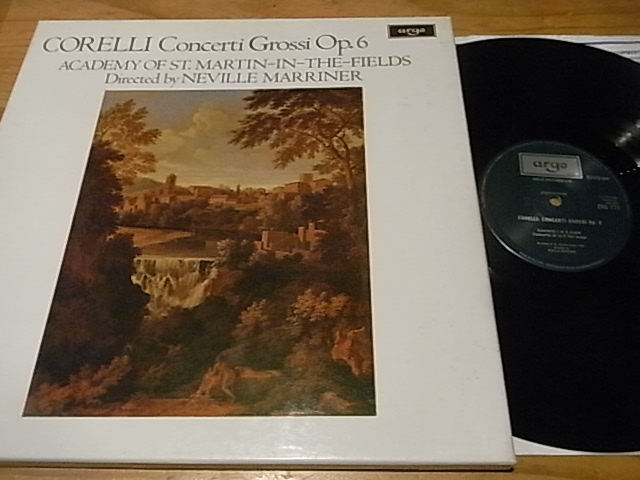 CORELLI Concerti Grossi Op. 6
argo
ACADEMY OF ST. MARTIN-IN-THE-FIELDS
Directed by NEVILLE MARRINER
argo
CORELLI: CONCERTI GROSSI Op. 6